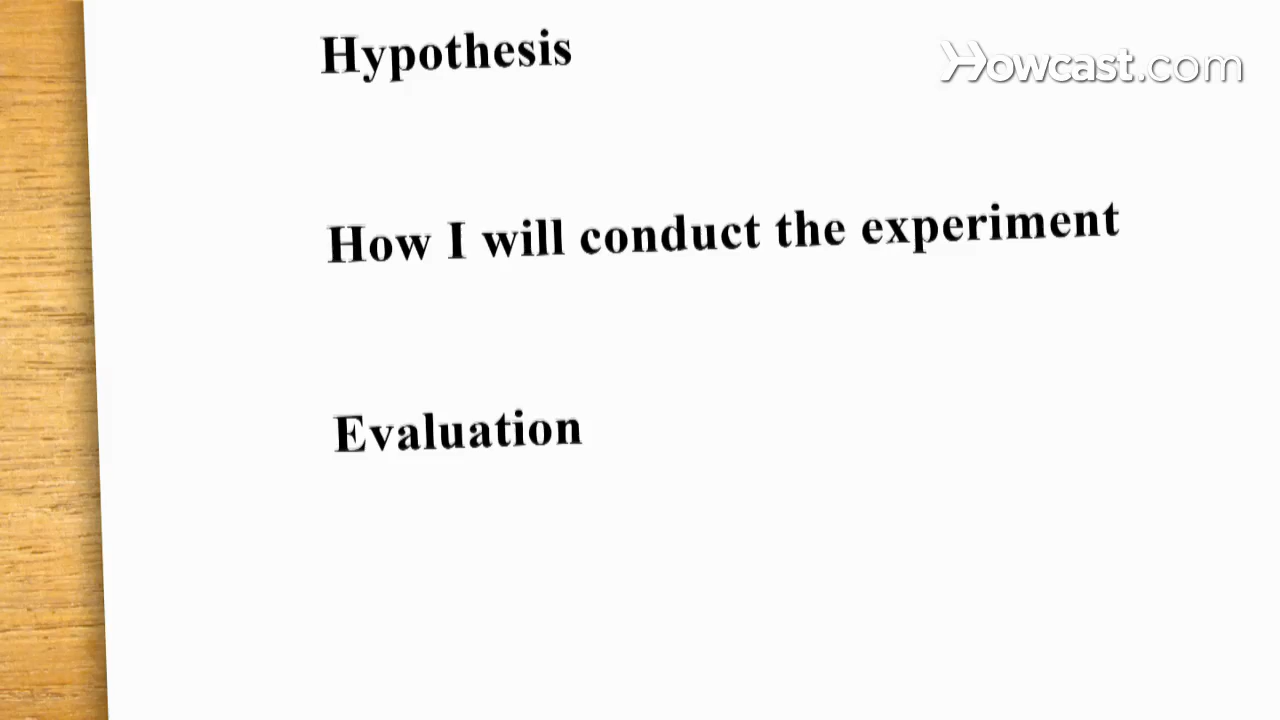 Hypothesis
Howcast.com
How I will conduct the experiment
Evaluation